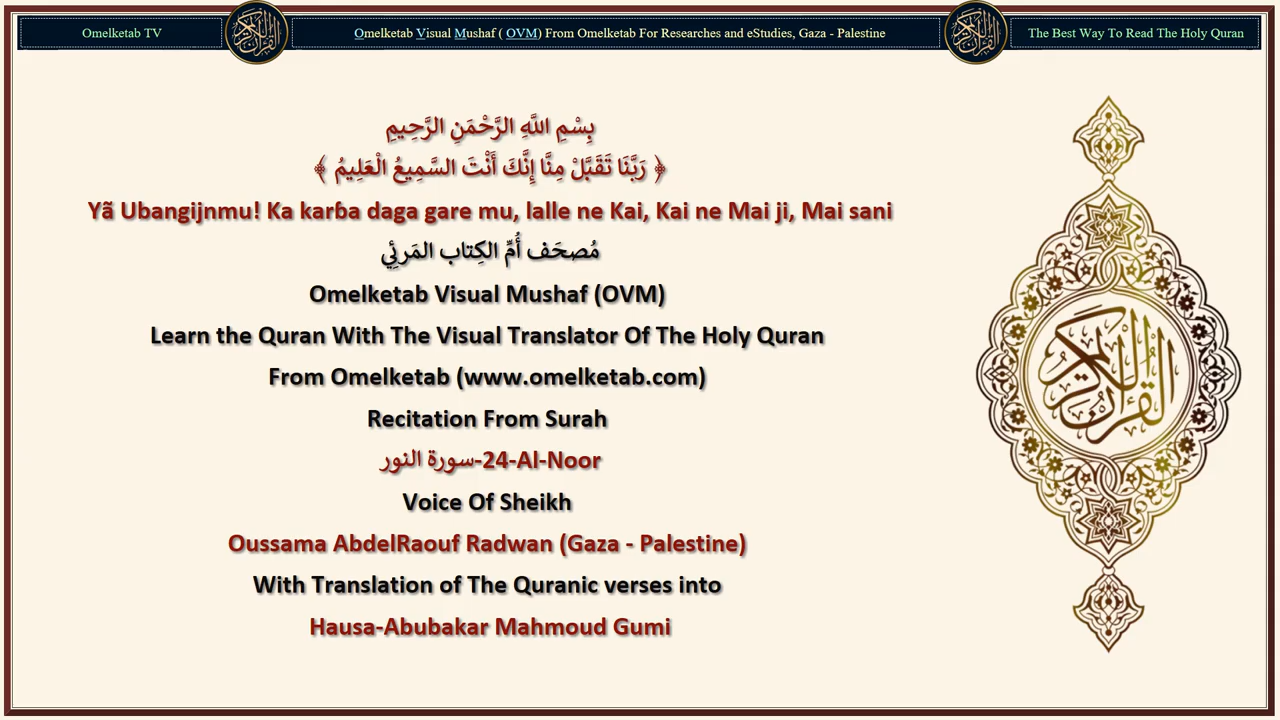 Omelketab TV
Omelketab Visual Mushaf ( OVM) From Omelketab For Researches and eStudies, Gaza - Palestine
The Best Way To Read The Holy Quran
بِسْمِ اللَّهِ الرَّحْمَنِ الرَّحِيمِ
﴿ رَبَّنَا تَقَبَّلْ مِنَّا إِنَّكَ أَنْتَ السَّمِيعُ الْعَلِيمُ ﴾
Yã Ubangijnmu! Ka karɓa daga gare mu, lalle ne Kai, Kai ne Mai ji, Mai sani
مُصحَف أُمِّ الكِتاب المَرئِي
Omelketab Visual Mushaf (OVM)
Learn the Quran With The Visual Translator Of The Holy Quran
From Omelketab (www.omelketab.com)
Recitation From Surah
سورة النور-24-Al-Noor
Voice Of Sheikh
Oussama AbdelRaouf Radwan (Gaza - Palestine)
With Translation of The Quranic verses into
Hausa-Abubakar Mahmoud Gumi
القرآن الكريم